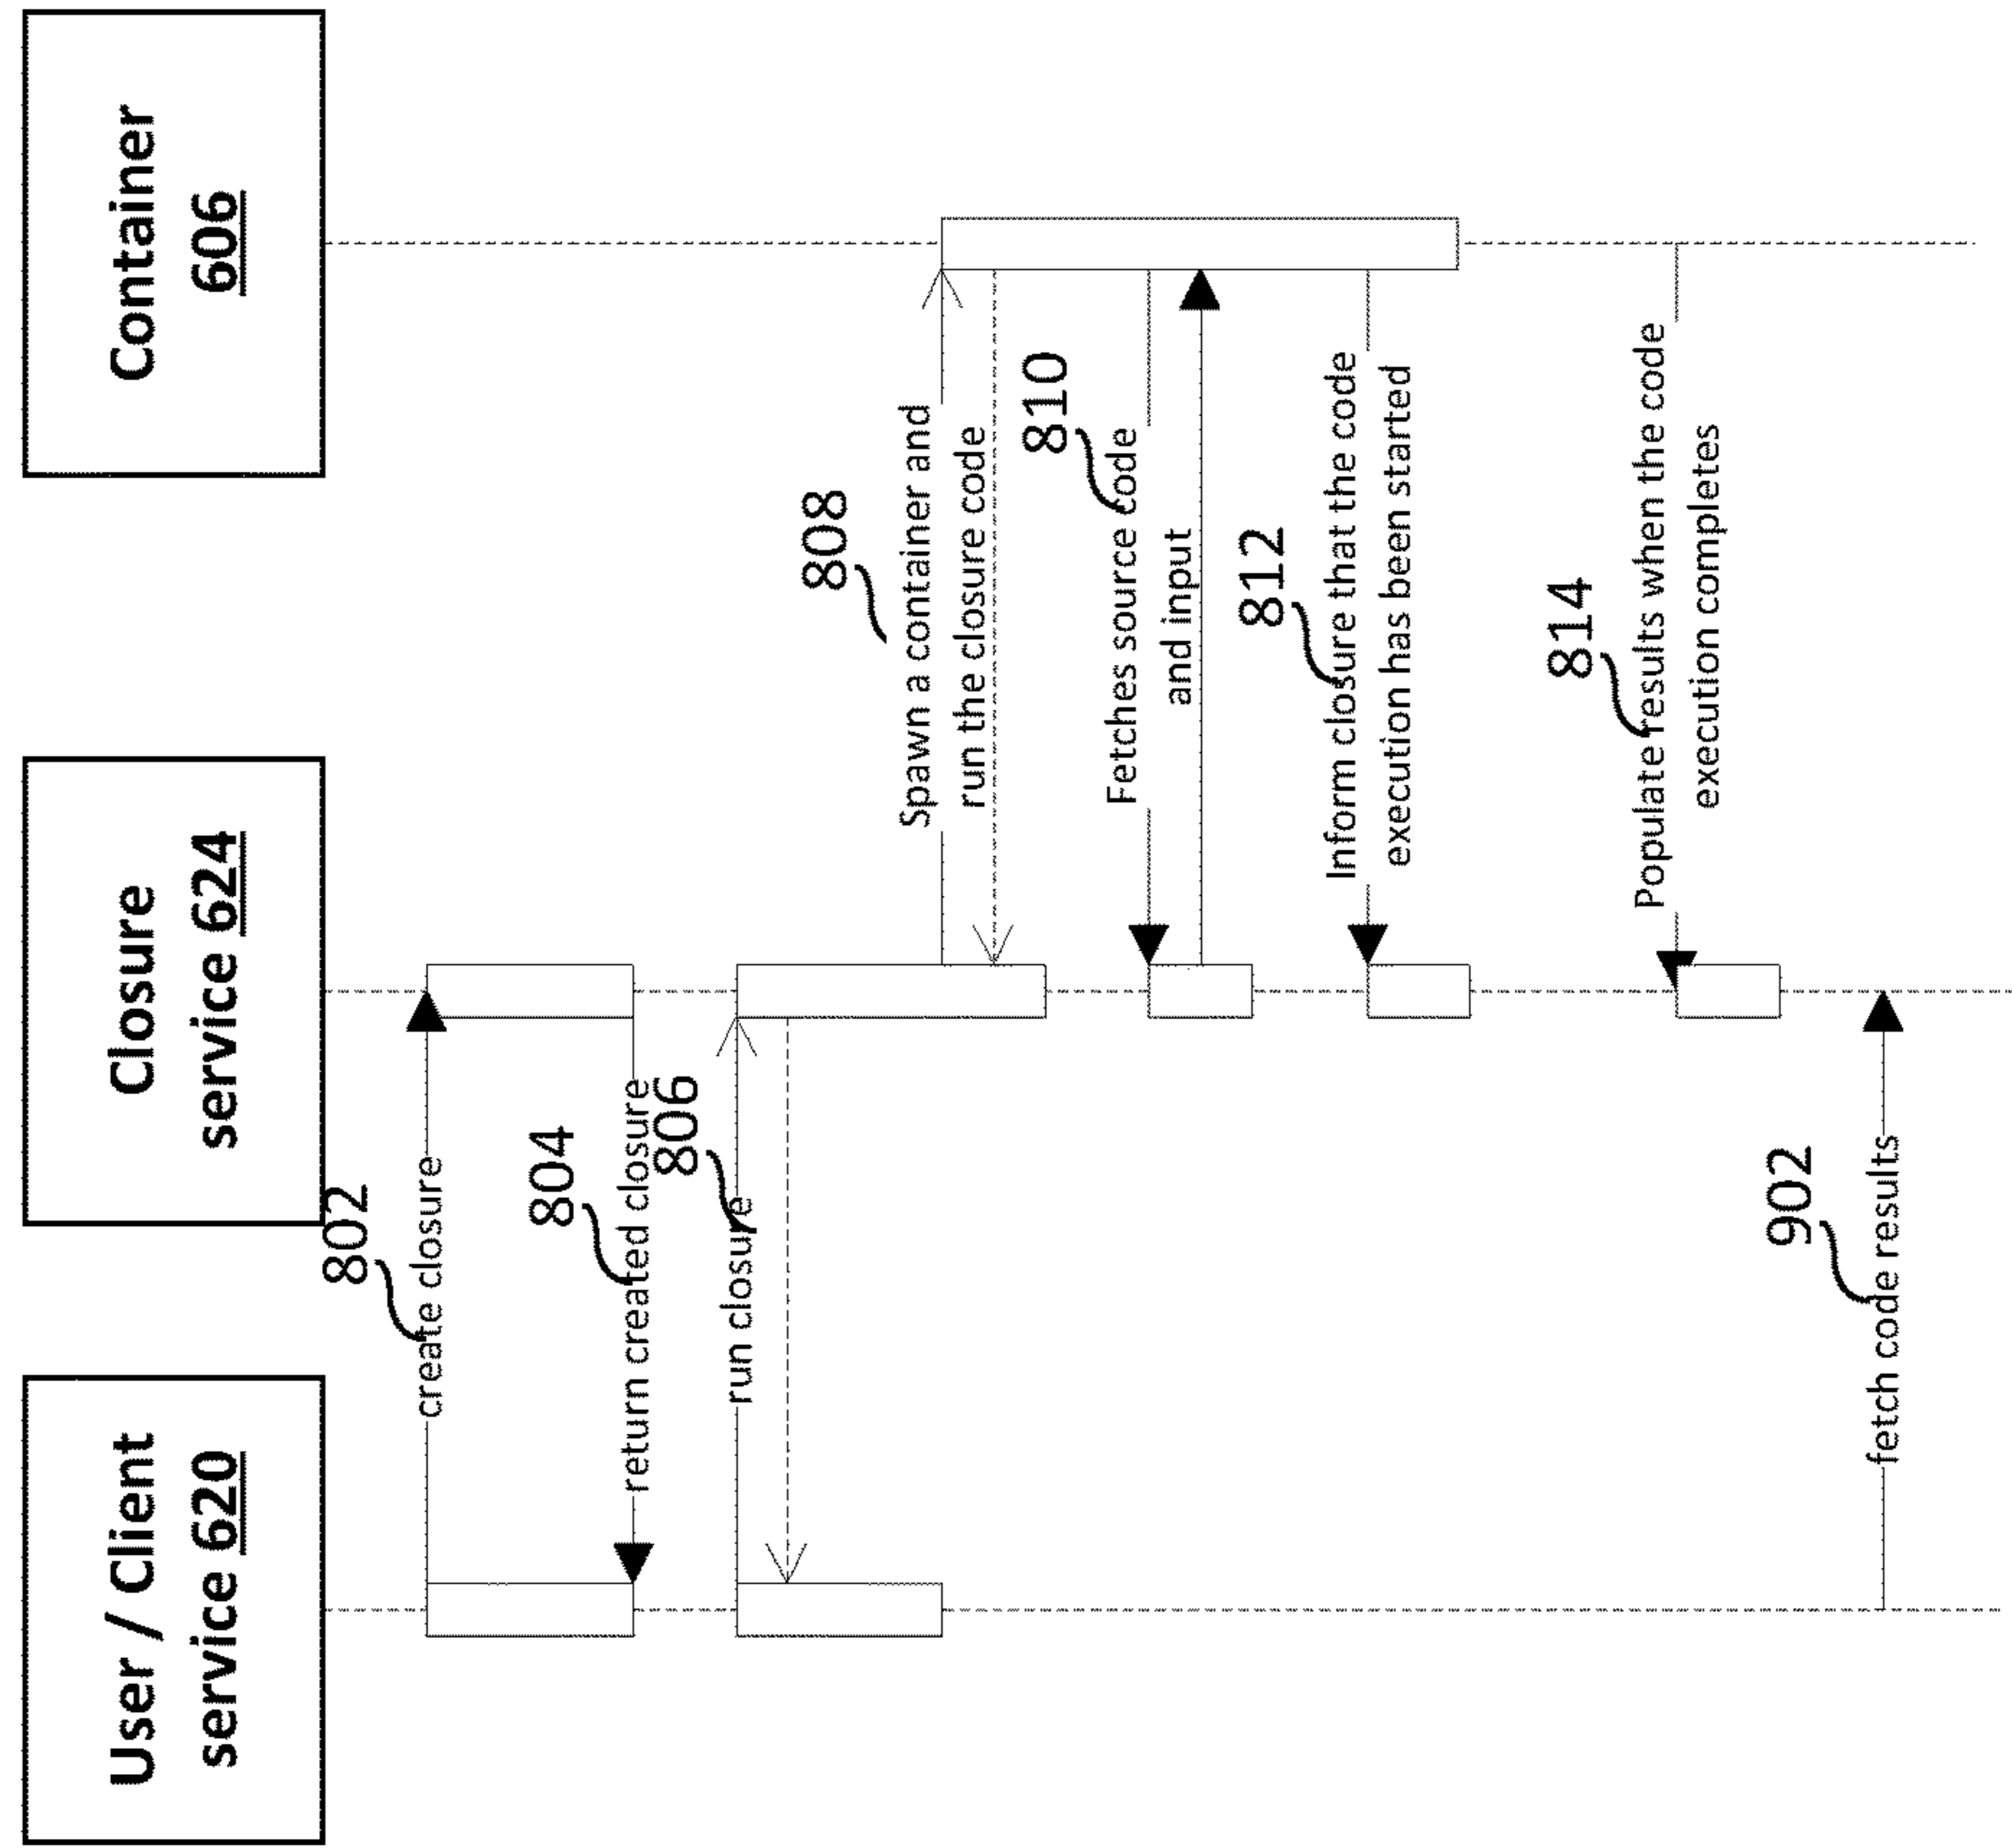 User / Client
service 620
Closure
service 624
Container
606
802
create closure
804
return created closure
806
run closure
808
Spawn a container and
run the closure code
810
Fetches source code
and input
812
Inform closure that the code
execution has been started
814
Populate results when the code
execution completes
902
fetch code results